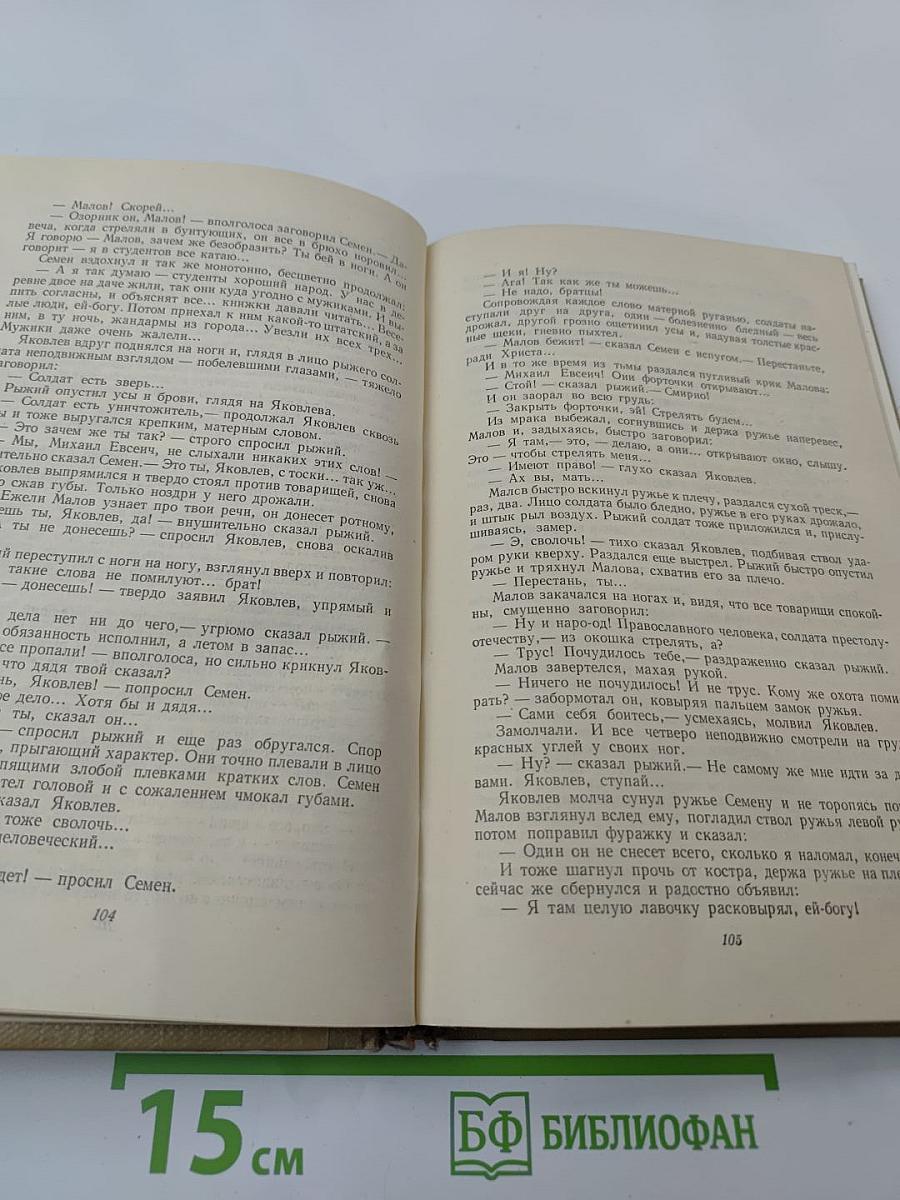 — Малов! Скорей...
— Озорник он, Малов! — вполголоса заговорил Семен.— Да-
веча, когда стреляли в бунтующих, он все в брюхо норовил...
Я говорю — Малов, зачем же безобразить? Ты бей в ноги. А он
говорит — я в студентов все катаю...
Семен вздохнул и так же монотонно, бесцветно продолжал:
— А я так думаю — студенты хороший народ. У нас в де-
ревне двое на даче жили, так они куда угодно с мужиками. И вы-
пить согласны, и объяснят все... книжки давали читать... Весе-
лые люди, ей-богу. Потом приехал к ним какой-то штатский, а за
ним, в ту ночь, жандармы из города... Увезли их всех трех...
Мужики даже очень жалели...
Яковлев вдруг поднялся на ноги и, глядя в лицо рыжего сол-
дата неподвижным взглядом — побелевшими глазами, — тяжело
заговорил:
— Солдат есть зверь...
Рыжий опустил усы и брови, глядя на Яковлева.
— Солдат есть уничтожитель,— продолжал Яковлев сквозь
ы и тоже выругался крепким, матерным словом.
— Это зачем же ты так? — строго спросил рыжий.
— Мы, Михаил Евсеич, не слыхали никаких этих слов! —
ительно сказал Семен.— Это ты, Яковлев, с тоски... так уж...
ковлев выпрямился и твердо стоял против товарищей, снова
о сжав губы. Только ноздри у него дрожали.
Ежели Малов узнает про твои речи, он донесет ротному,
ешь ты, Яковлев, да! — внушительно сказал рыжий.
А ты не донесешь? — спросил Яковлев, снова оскалив
ий переступил с ноги на ногу, взглянул вверх и повторил:
такие слова не помилуют... брат!
— донесешь! — твердо заявил Яковлев, упрямый и
дела нет ни до чего,— угрюмо сказал рыжий. —
обязанность исполнил, а летом в запас...
се пропали! — вполголоса, но сильно крикнул Яков-
что дядя твой сказал?
нь, Яковлев! — попросил Семен.
ое дело... Хотя бы и дядя...
ты, сказал он...
— спросил рыжий и еще раз обругался. Спор
, прыгающий характер. Они точно плевали в лицо
пящими злобой плевками кратких слов. Семен
тел головой и с сожалением чмокал губами.
казал Яковлев.
тоже сволочь...
человеческий...
дет! — просил Семен.
104
— И я! Ну?
— Ага! Так как же ты можешь...
— Не надо, братцы!
Сопровождая каждое слово матерной руганью, солдаты на-
ступали друг на друга, один — болезненно бледный — весь
дрожал, другой грозно ощетинил усы и, надувая толстые крас-
ные щеки, гневно пыхтел.
— Малов бежит! — сказал Семен с испугом.— Перестаньте,
ради Христа...
И в то же время из тьмы раздался пугливый крик Малова:
— Михаил Евсеич! Они форточки открывают...
— Стой! — сказал рыжий.— Смирно!
И он заорал во всю грудь:
— Закрыть форточки, эй! Стрелять будем...
Из мрака выбежал, согнувшись и держа ружье наперевес,
Малов и, задыхаясь, быстро заговорил:
— Я там,— это, — делаю, а они... открывают окно, слышу.
Это — чтобы стрелять меня...
— Имеют право! — глухо сказал Яковлев.
— Ах вы, мать...
Малов быстро вскинул ружье к плечу, раздался сухой треск,—
раз, два. Лицо солдата было бледно, ружье в его руках дрожало,
и штык рыл воздух. Рыжий солдат тоже приложился и, прислу-
шиваясь, замер.
— Э, сволочь! — тихо сказал Яковлев, подбивая ствол уда-
ром руки кверху. Раздался еще выстрел. Рыжий быстро опустил
ружье и тряхнул Малова, схватив его за плечо.
— Перестань, ты...
Малов закачался на ногах и, видя, что все товарищи спокой-
ны, смущенно заговорил:
— Ну и наро-од! Православного человека, солдата престолу-
отечеству,— из окошка стрелять, а?
— Трус! Почудилось тебе,— раздраженно сказал рыжий.
Малов завертелся, махая рукой.
— Ничего не почудилось! И не трус. Кому же охота поми
рать? — забормотал он, ковыряя пальцем замок ружья.
— Сами себя боитесь,— усмехаясь, молвил Яковлев.
Замолчали. И все четверо неподвижно смотрели на гру
красных углей у своих ног.
— Ну? — сказал рыжий.— Не самому же мне идти за д
вами. Яковлев, ступай...
Яковлев молча сунул ружье Семену и не торопясь по
Малов взглянул вслед ему, погладил ствол ружья левой р
потом поправил фуражку и сказал:
— Один он не снесет всего, сколько я наломал, конеч
И тоже шагнул прочь от костра, держа ружье на пле
сейчас же обернулся и радостно объявил:
— Я там целую лавочку расковырял, ей-богу!
105
15 см
БФ БИБЛИОФАН